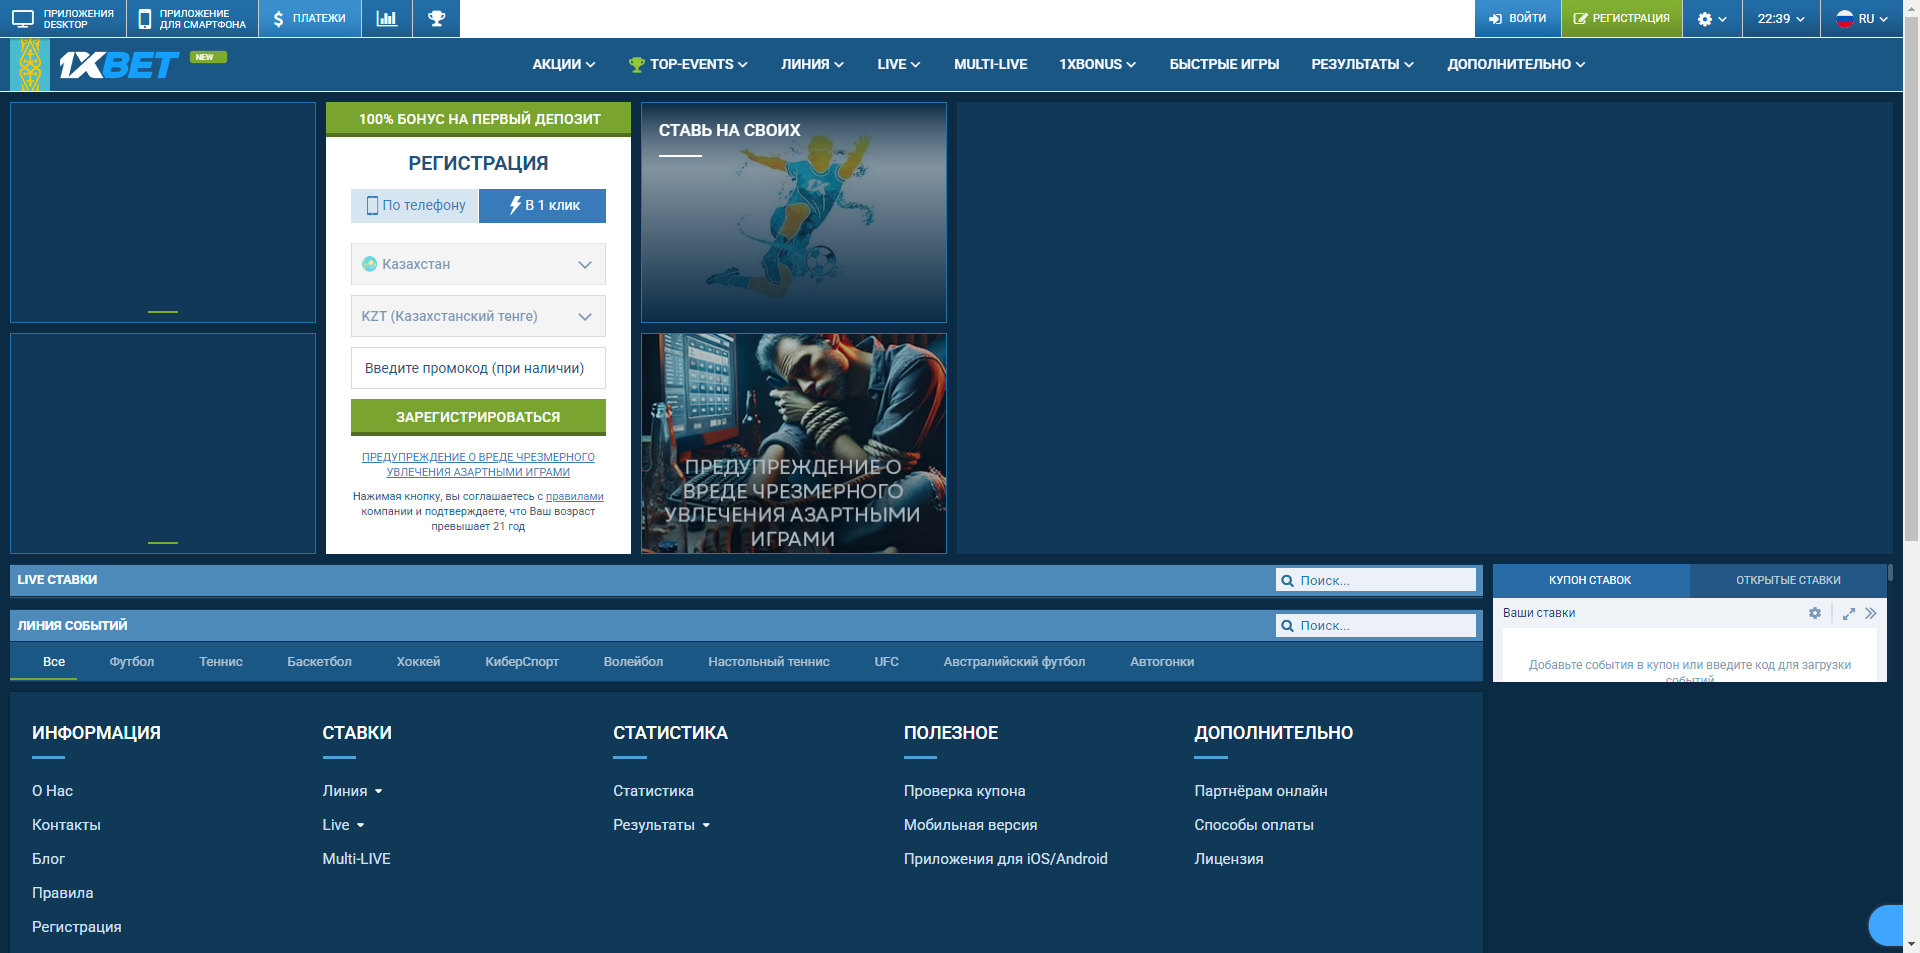 ПРИЛОЖЕНИЯ
DESKTOP
ПРИЛОЖЕНИЕ
ДЛЯ СМАРТФОНА
ПЛАТЕЖИ
ВОЙТИ
РЕГИСТРАЦИЯ
22:39
RU
1XBET
NEW
АКЦИИ
TOP-EVENTS
ЛИНИЯ
LIVE
MULTI-LIVE
1XBONUS
БЫСТРЫЕ ИГРЫ
РЕЗУЛЬТАТЫ
ДОПОЛНИТЕЛЬНО
100% БОНУС НА ПЕРВЫЙ ДЕПОЗИТ
РЕГИСТРАЦИЯ
По телефону
В 1 клик
Казахстан
KZT (Казахстанский тенге)
Введите промокод (при наличии)
ЗАРЕГИСТРИРОВАТЬСЯ
ПРЕДУПРЕЖДЕНИЕ О ВРЕДЕ ЧРЕЗМЕРНОГО
УВЛЕЧЕНИЯ АЗАРТНЫМИ ИГРАМИ
Нажимая кнопку, вы соглашаетесь с правилами
компании и подтверждаете, что Ваш возраст
превышает 21 год
СТАВЬ НА СВОИХ
1X
ПРЕДУПРЕЖДЕНИЕ О
ВРЕДЕ ЧРЕЗМЕРНОГО
УВЛЕЧЕНИЯ АЗАРТНЫМИ
ИГРАМИ
LIVE СТАВКИ
Поиск...
ЛИНИЯ СОБЫТИЙ
Поиск...
Все
Футбол
Теннис
Баскетбол
Хоккей
КиберСпорт
Волейбол
Настольный теннис
UFC
Австралийский футбол
Автогонки
КУПОН СТАВОК
ОТКРЫТЫЕ СТАВКИ
Ваши ставки
Добавьте события в купон или введите код для загрузки
событий
ИНФОРМАЦИЯ
О Нас
Контакты
Блог
Правила
Регистрация
СТАВКИ
Линия
Live
Multi-LIVE
СТАТИСТИКА
Статистика
Результаты
ПОЛЕЗНОЕ
Проверка купона
Мобильная версия
Приложения для iOS/Android
ДОПОЛНИТЕЛЬНО
Партнёрам онлайн
Способы оплаты
Лицензия